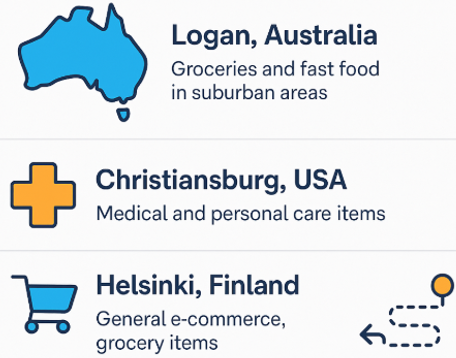 Logan, Australia
Groceries and fast food
in suburban areas
Christiansburg, USA
Medical and personal care items
Helsinki, Finland
General e-commerce,
grocery items